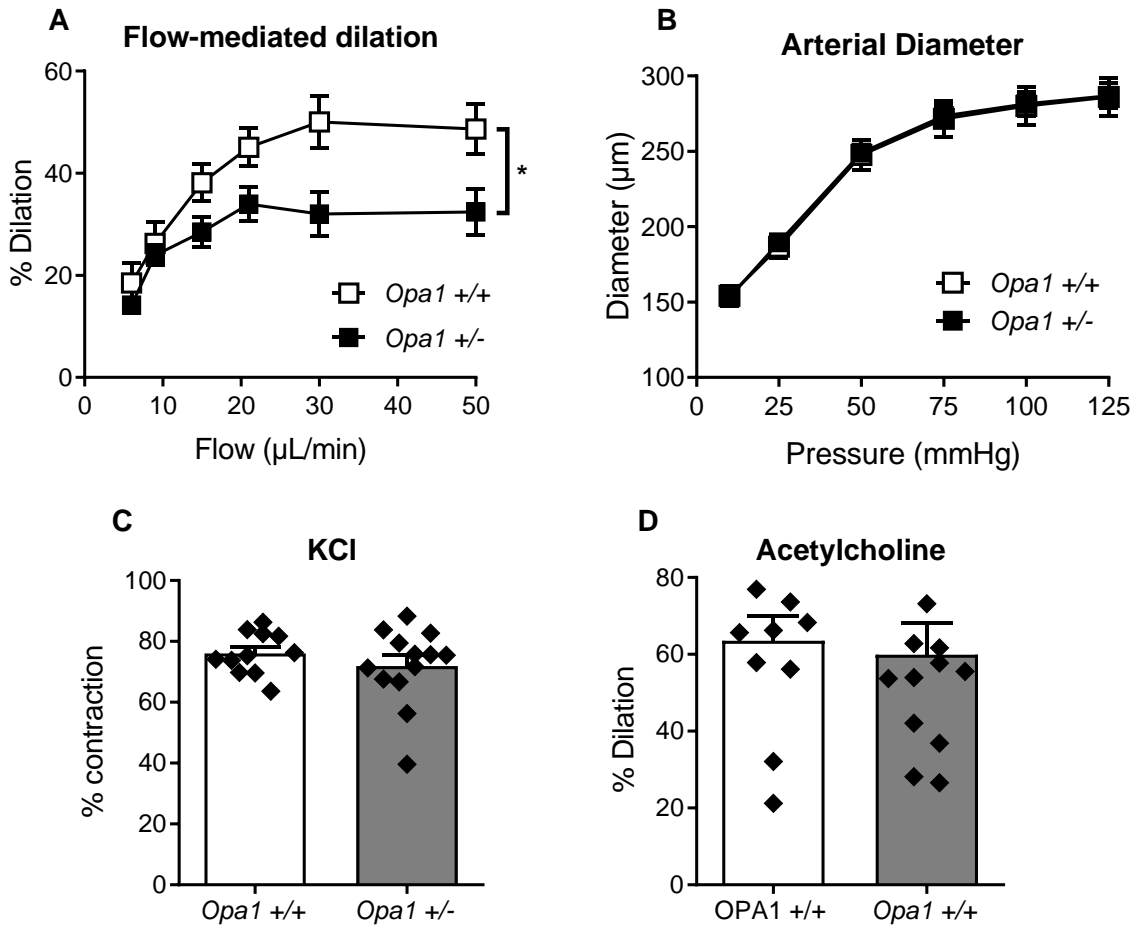 A
Flow-mediated dilation
60
40
20
0
% Dilation
*
Opa1 +/+
Opa1 +/-
0 10 20 30 40 50
Flow (µL/min)
B
Arterial Diameter
300
250
200
150
100
Diameter (µm)
Opa1 +/+
Opa1 +/-
0 25 50 75 100 125
Pressure (mmHg)
C
KCl
100
80
60
40
20
0
% contraction
Opa1 +/+ Opa1 +/-
D
Acetylcholine
80
60
40
20
0
% Dilation
OPA1 +/+ Opa1 +/+